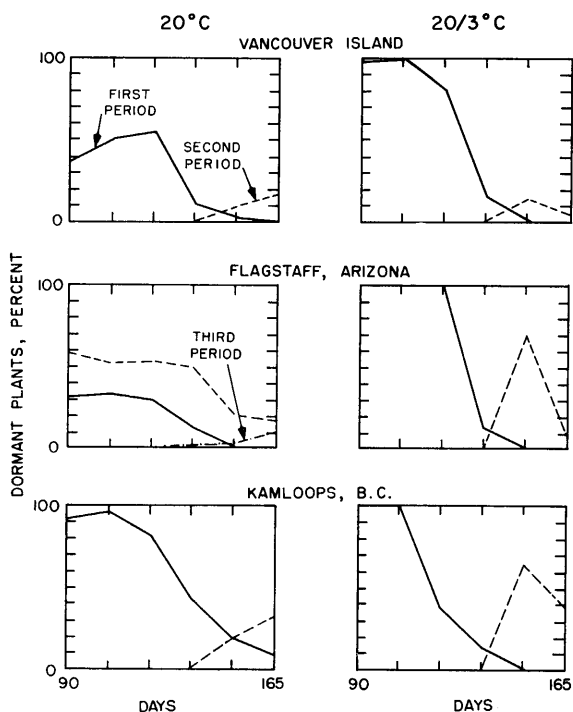 20°C 20/3°C
VANCOUVER ISLAND
100
FIRST
PERIOD
SECOND
PERIOD
0
FLAGSTAFF, ARIZONA
100
THIRD
PERIOD
0
DORMANT PLANTS, PERCENT
KAMLOOPS, B.C.
100
0
90 165 90 165
DAYS DAYS